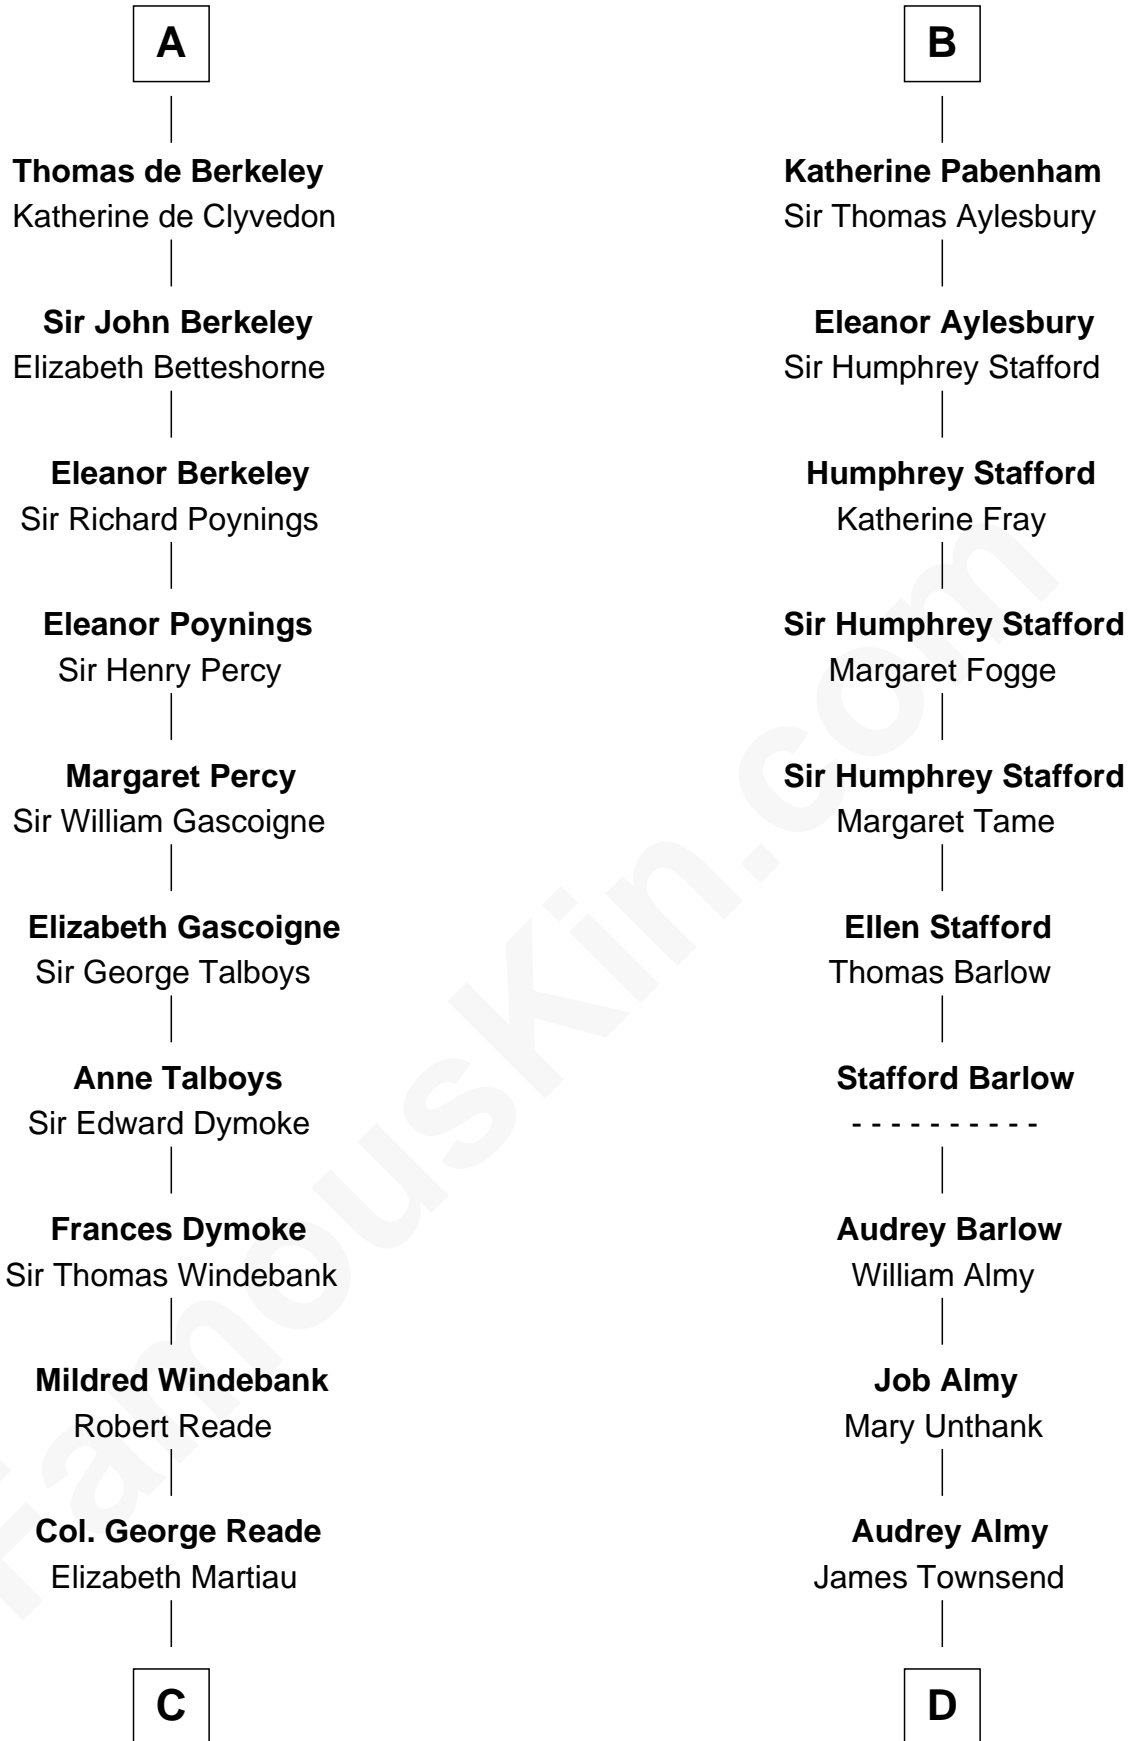 A
Thomas de Berkeley
Katherine de Clyvedon
Sir John Berkeley
Elizabeth Betteshorne
Eleanor Berkeley
Sir Richard Poynings
Eleanor Poynings
Sir Henry Percy
Margaret Percy
Sir William Gascoigne
Elizabeth Gascoigne
Sir George Talboys
Anne Talboys
Sir Edward Dymoke
Frances Dymoke
Sir Thomas Windebank
Mildred Windebank
Robert Reade
Col. George Reade
Elizabeth Martiau
C
B
Katherine Pabenham
Sir Thomas Aylesbury
Eleanor Aylesbury
Sir Humphrey Stafford
Humphrey Stafford
Katherine Fray
Sir Humphrey Stafford
Margaret Fogge
Sir Humphrey Stafford
Margaret Tame
Ellen Stafford
Thomas Barlow
Stafford Barlow
- - - - - - - - - -
Audrey Barlow
William Almy
Job Almy
Mary Unthank
Audrey Almy
James Townsend
D
FamousKin.com